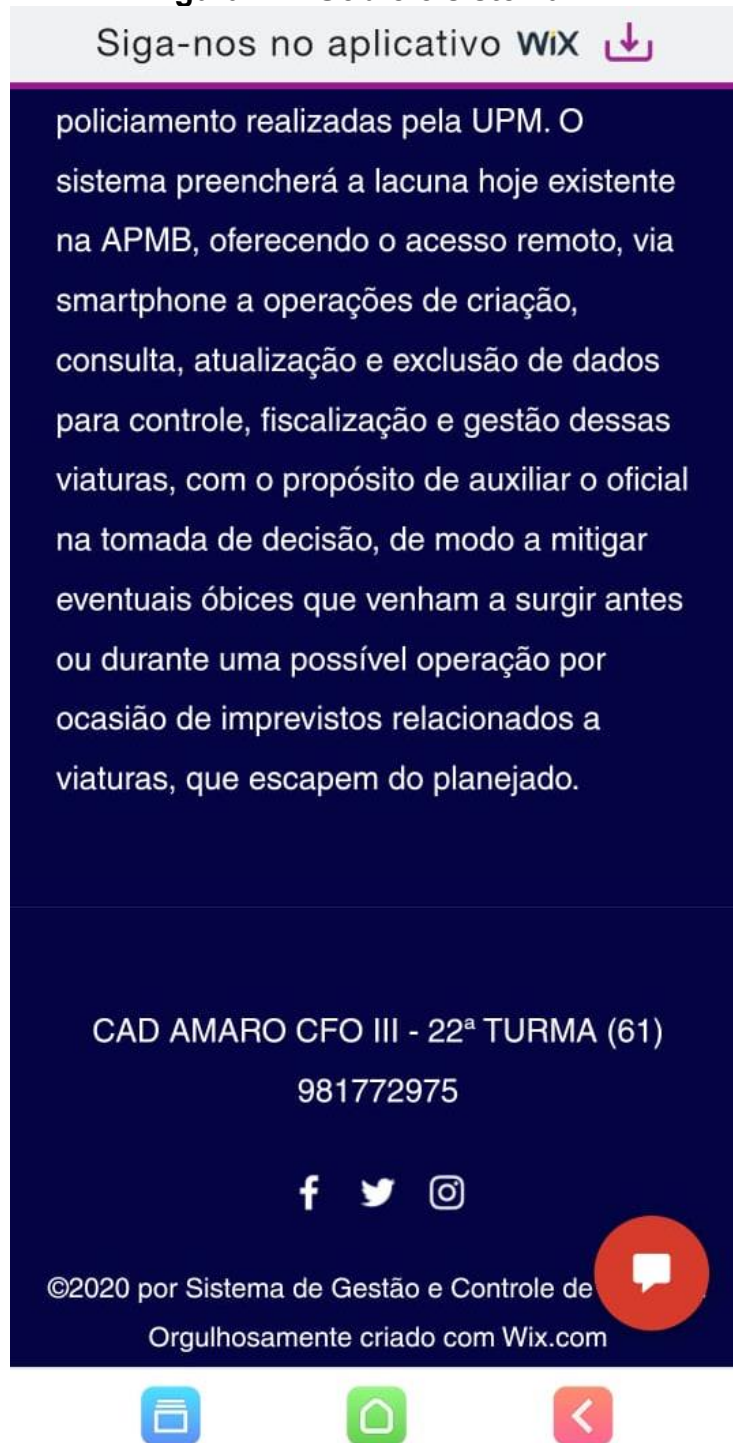 Siga-nos no aplicativo WiX
policiamento realizadas pela UPM. O
sistema preencherá a lacuna hoje existente
na APMB, oferecendo o acesso remoto, via
smartphone a operações de criação,
consulta, atualização e exclusão de dados
para controle, fiscalização e gestão dessas
viaturas, com o propósito de auxiliar o oficial
na tomada de decisão, de modo a mitigar
eventuais óbices que venham a surgir antes
ou durante uma possível operação por
ocasião de imprevistos relacionados a
viaturas, que escapem do planejado.
CAD AMARO CFO III - 22ª TURMA (61)
981772975
©2020 por Sistema de Gestão e Controle de
Orgulhosamente criado com Wix.com